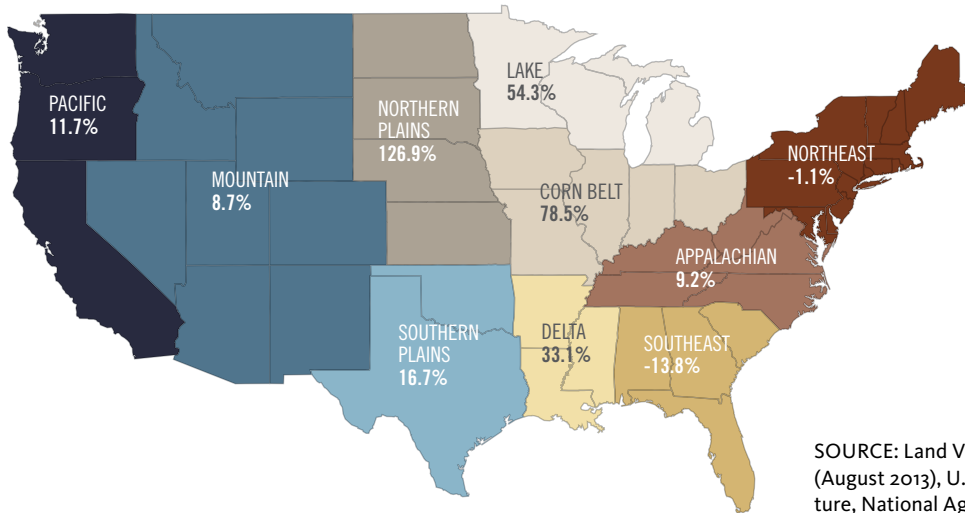 PACIFIC
11.7%
MOUNTAIN
8.7%
NORTHERN
PLAINS
126.9%
LAKE
54.3%
CORN BELT
78.5%
NORTHEAST
-1.1%
APPALACHIAN
9.2%
SOUTHERN
PLAINS
16.7%
DELTA
33.1%
SOUTHEAST
-13.8%
SOURCE: Land V
(August 2013), U.
ture, National Ag